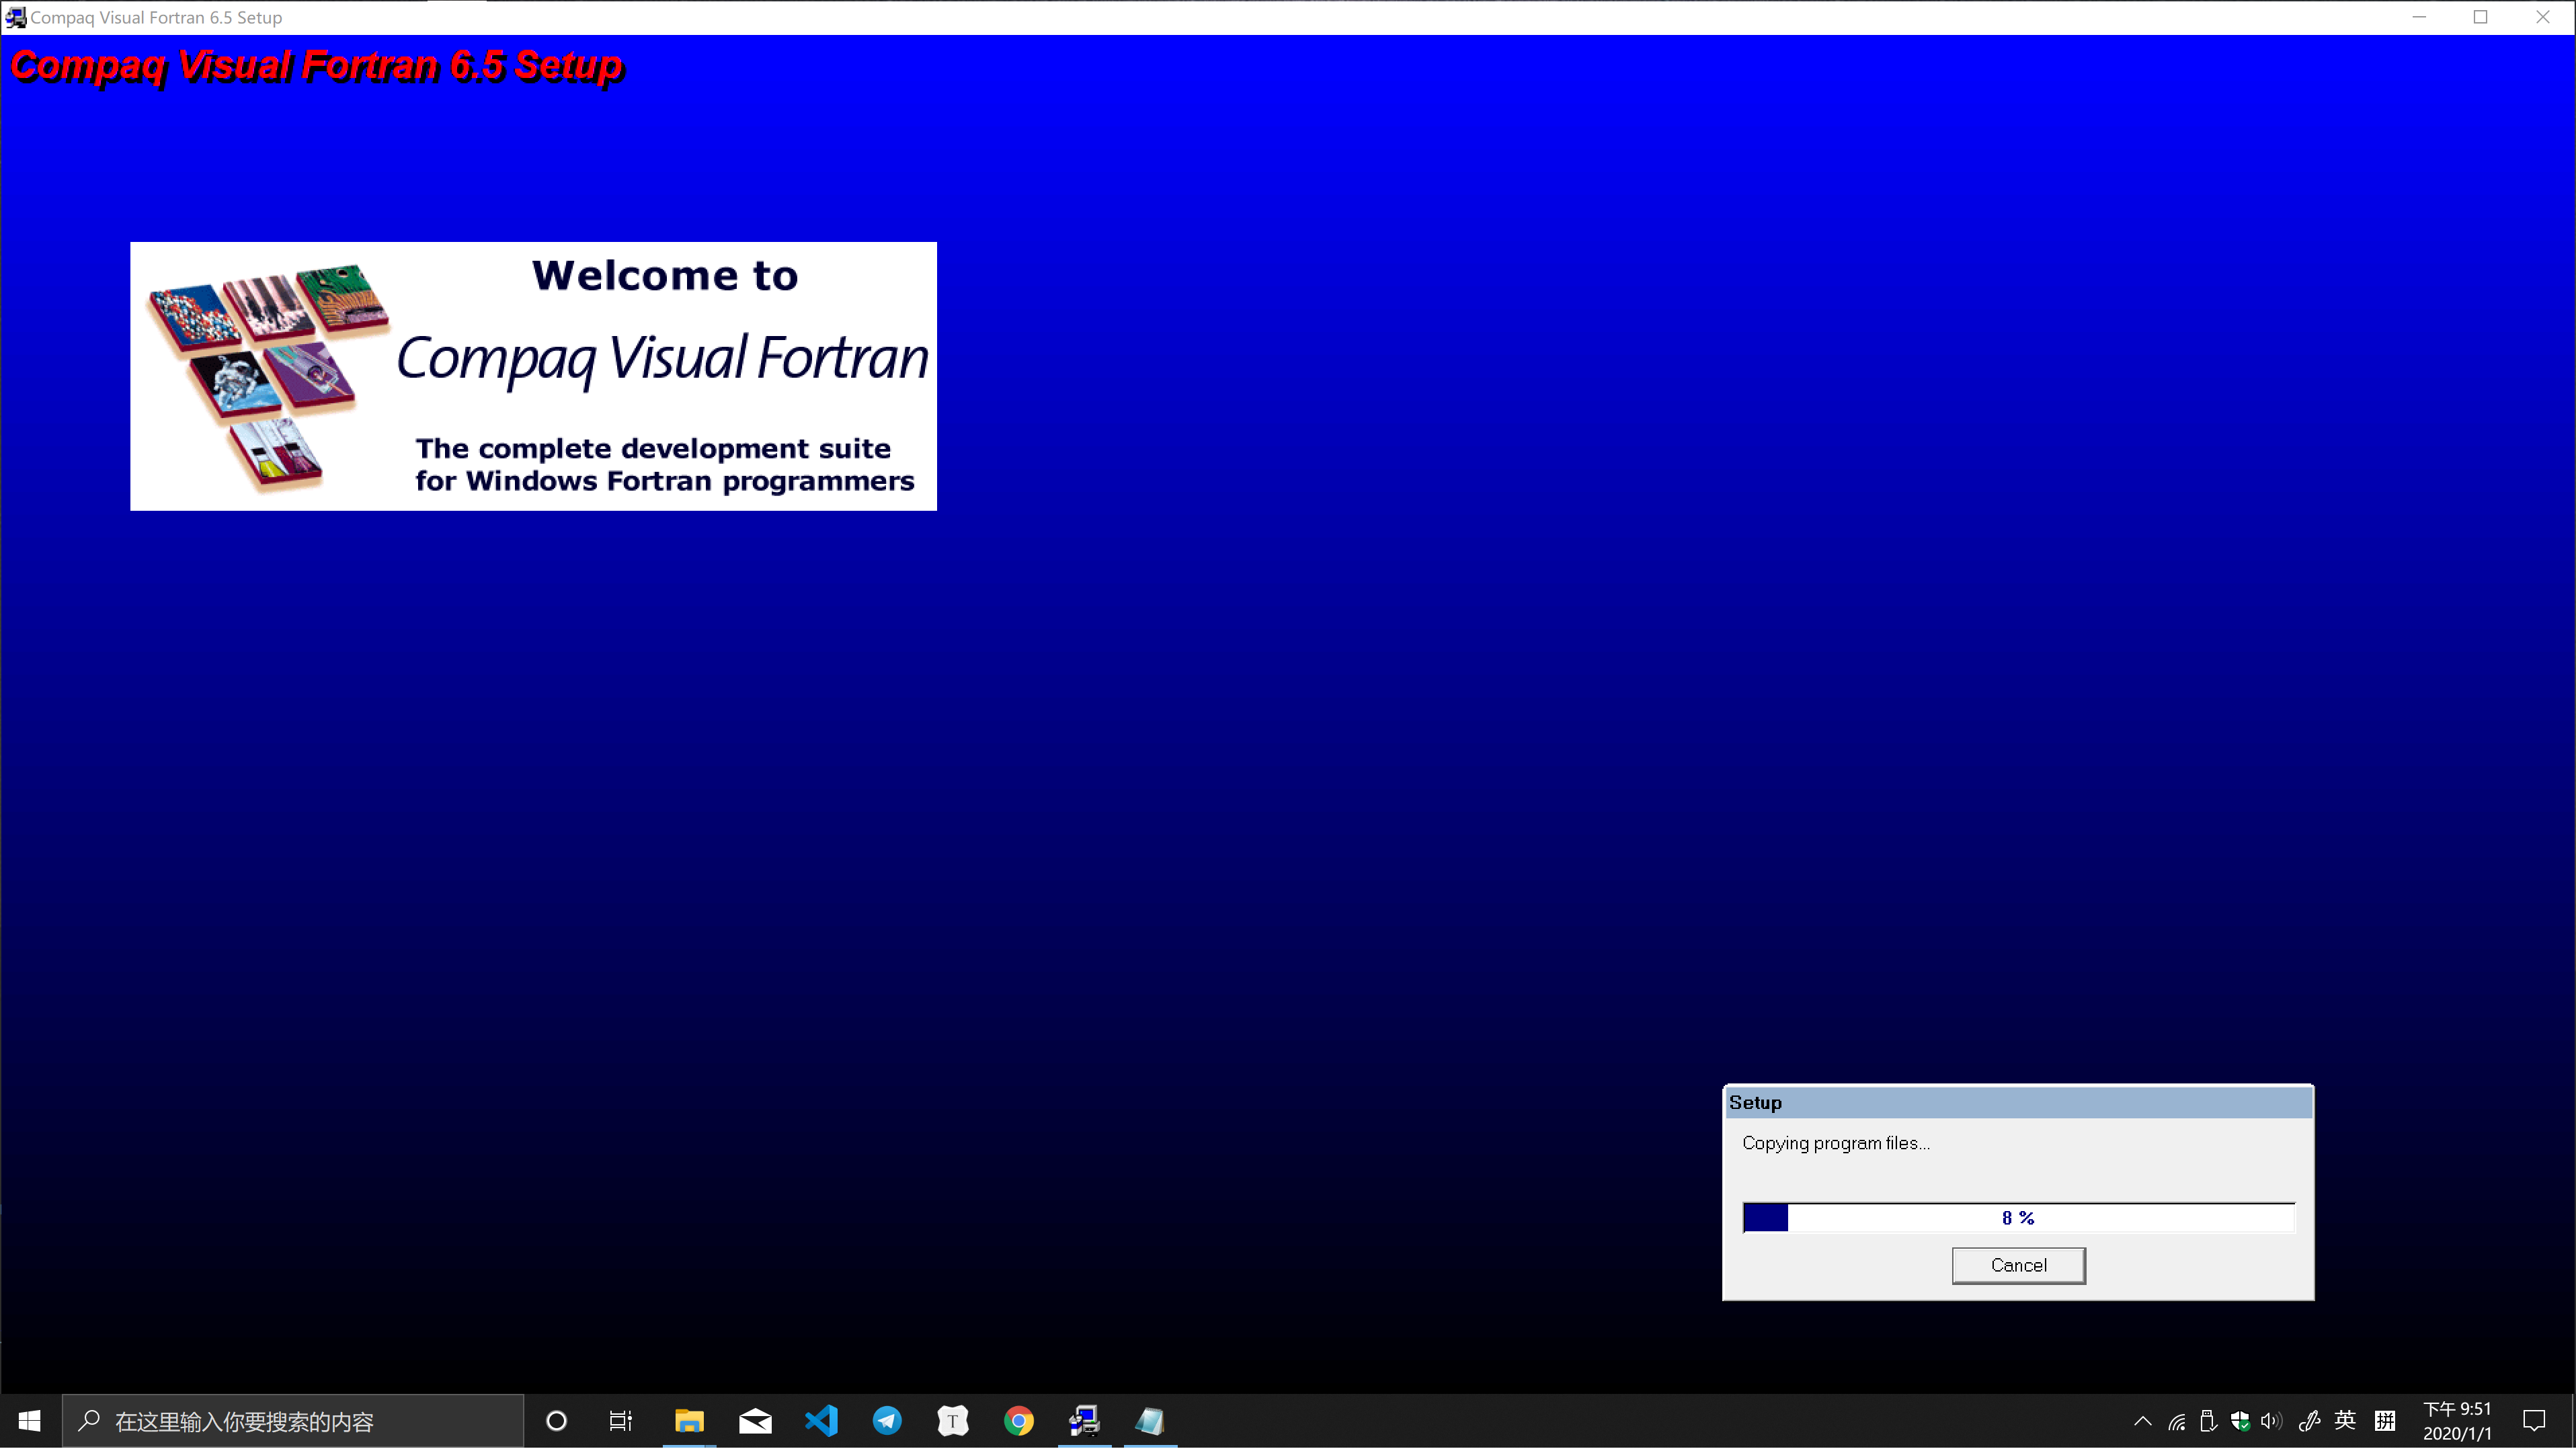 Compaq Visual Fortran 6.5 Setup
Compaq Visual Fortran 6.5 Setup
Welcome to
Compaq Visual Fortran
The complete development suite
for Windows Fortran programmers
Setup
Copying program files...
8 %
Cancel
在这里输入你要搜索的内容
T
英
拼
下午 9:51
2020/1/1